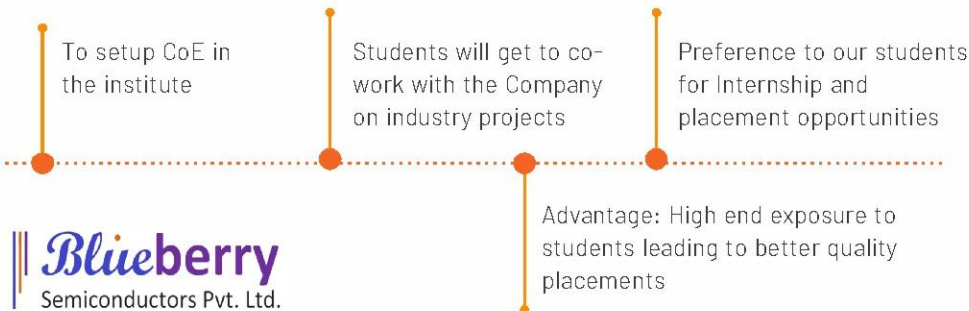 To setup CoE in
the institute
Students will get to co-
work with the Company
on industry projects
Preference to our students
for Internship and
placement opportunities
Advantage: High end exposure to
students leading to better quality
placements
Blueberry
Semiconductors Pvt. Ltd.